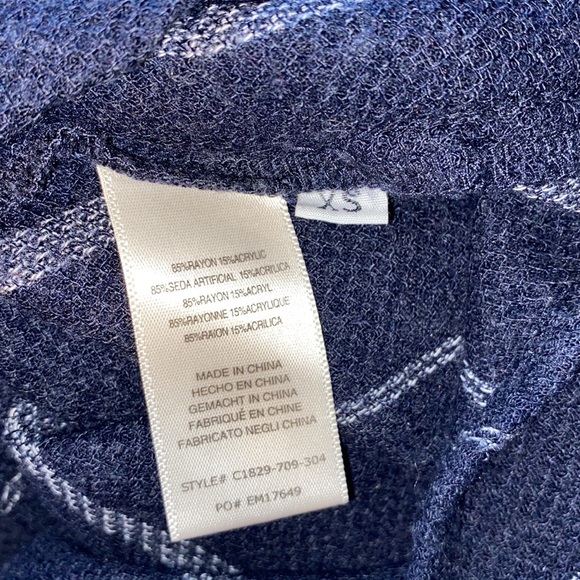 XS
85%RAYON 15%ACRYLIC
85%SEDA ARTIFICIAL 15%ACRILICA
85%RAYON 15%ACRYL
85%RAYONNE 15%ACRYLIQUE
85%RAION 15%ACRILICA
MADE IN CHINA
HECHO EN CHINA
GEMACHT IN CHINA
FABRIQUÉ EN CHINE
FABRICATO NEGLI CHINA
STYLE# C1829-709-304
PO# EM17649